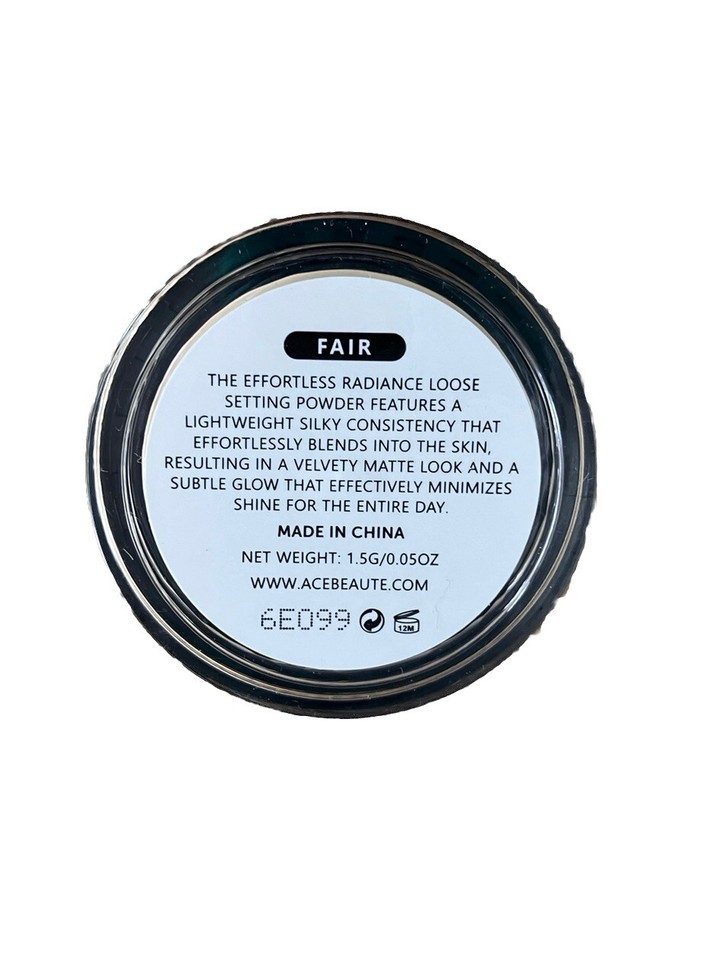 FAIR
THE EFFORTLESS RADIANCE LOOSE
SETTING POWDER FEATURES A
LIGHTWEIGHT SILKY CONSISTENCY THAT
EFFORTLESSLY BLENDS INTO THE SKIN,
RESULTING IN A VELVETY MATTE LOOK AND A
SUBTLE GLOW THAT EFFECTIVELY MINIMIZES
SHINE FOR THE ENTIRE DAY.
MADE IN CHINA
NET WEIGHT: 1.5G/0.05OZ
WWW.ACEBEAUTE.COM
6E099 12M